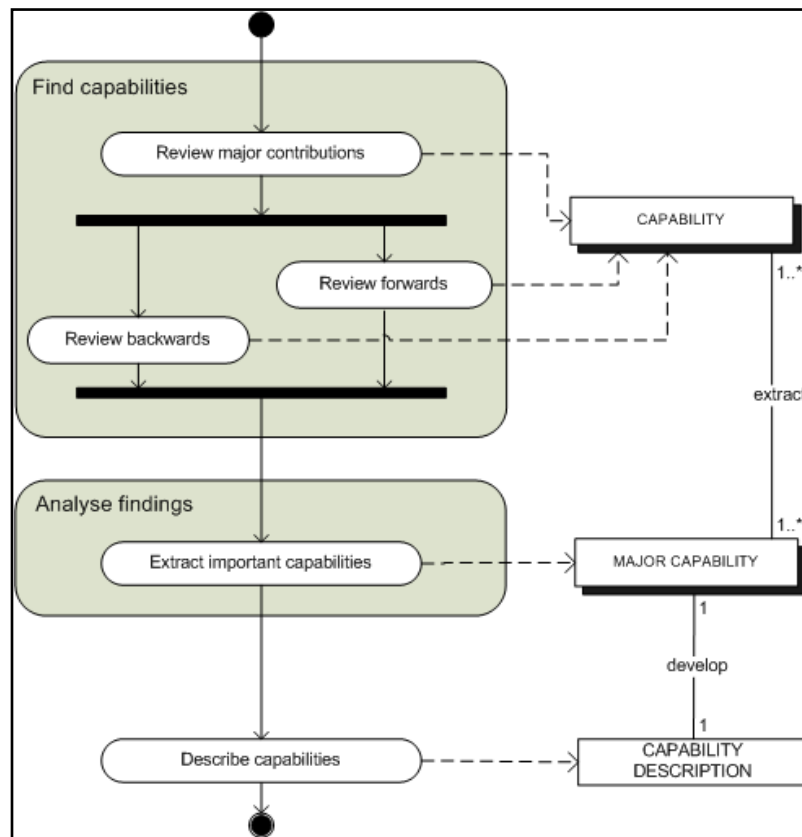 Find capabilities
Review major contributions
CAPABILITY
1..*
Review forwards
Review backwards
extract
Analyse findings
1..*
Extract important capabilities
MAJOR CAPABILITY
1
develop
1
Describe capabilities
CAPABILITY
DESCRIPTION